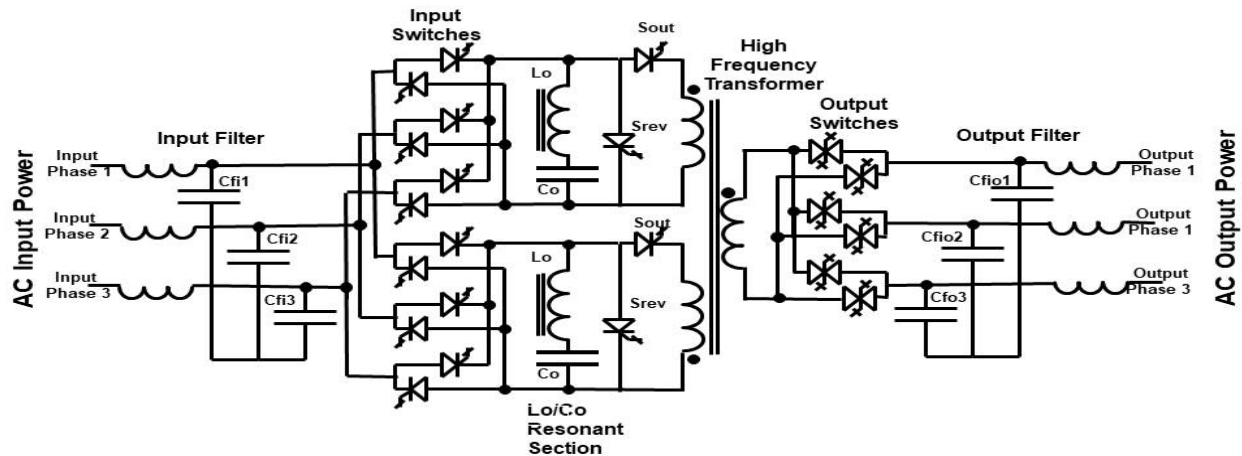 Input
Switches
Sout
High
Frequency
Transformer
Lo
Srev
Co
Output
Switches
Input Filter
Output Filter
AC Input Power
Input
Phase 1
Cfi1
Input
Phase 2
Cfi2
Input
Phase 3
Cfi3
Sout
Lo
Srev
Co
Lo/Co
Resonant
Section
Cfio1
Output
Phase 1
Cfio2
Output
Phase 1
Cfo3
Output
Phase 3
AC Output Power